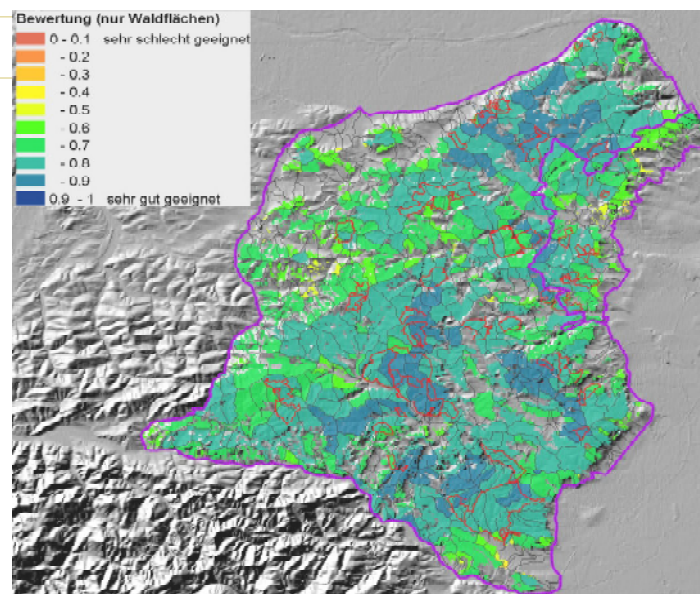 Bewertung (nur Waldflächen)
0 - 0.1 sehr schlecht geeignet
- 0.2
- 0.3
- 0.4
- 0.5
- 0.6
- 0.7
- 0.8
- 0.9
0.9 - 1 sehr gut geeignet